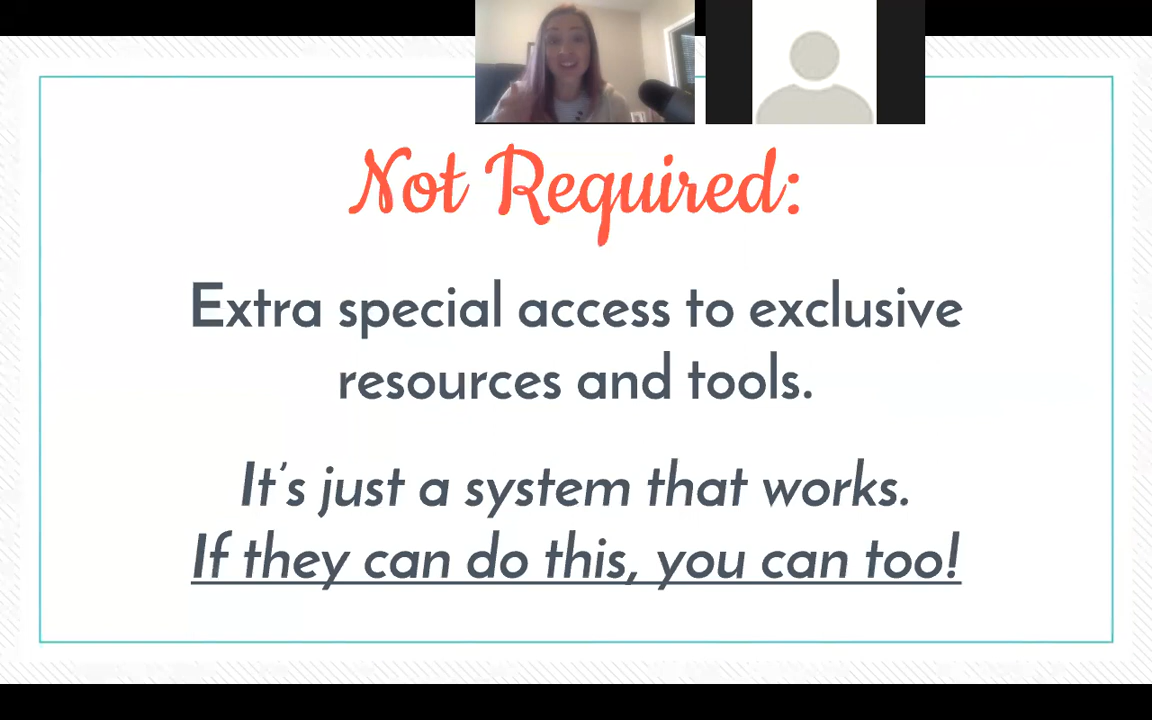 Not Required:
Extra special access to exclusive
resources and tools.
It's just a system that works.
If they can do this, you can too!